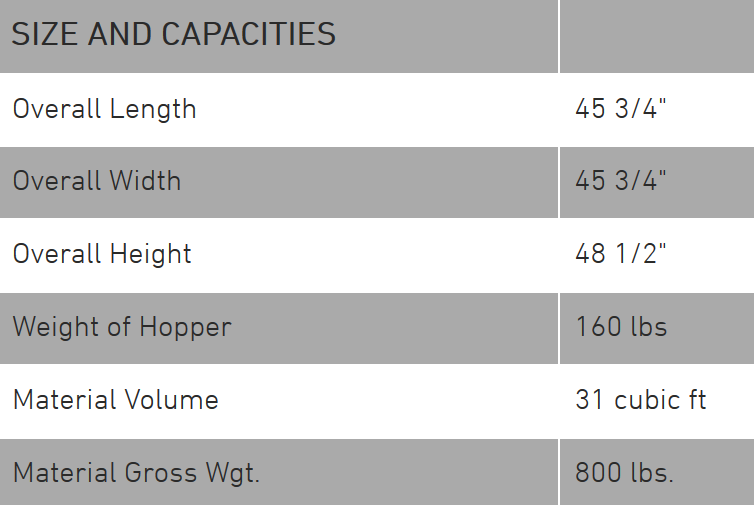 SIZE AND CAPACITIES
Overall Length 45 3/4"
Overall Width 45 3/4"
Overall Height 48 1/2"
Weight of Hopper 160 lbs
Material Volume 31 cubic ft
Material Gross Wgt. 800 lbs.